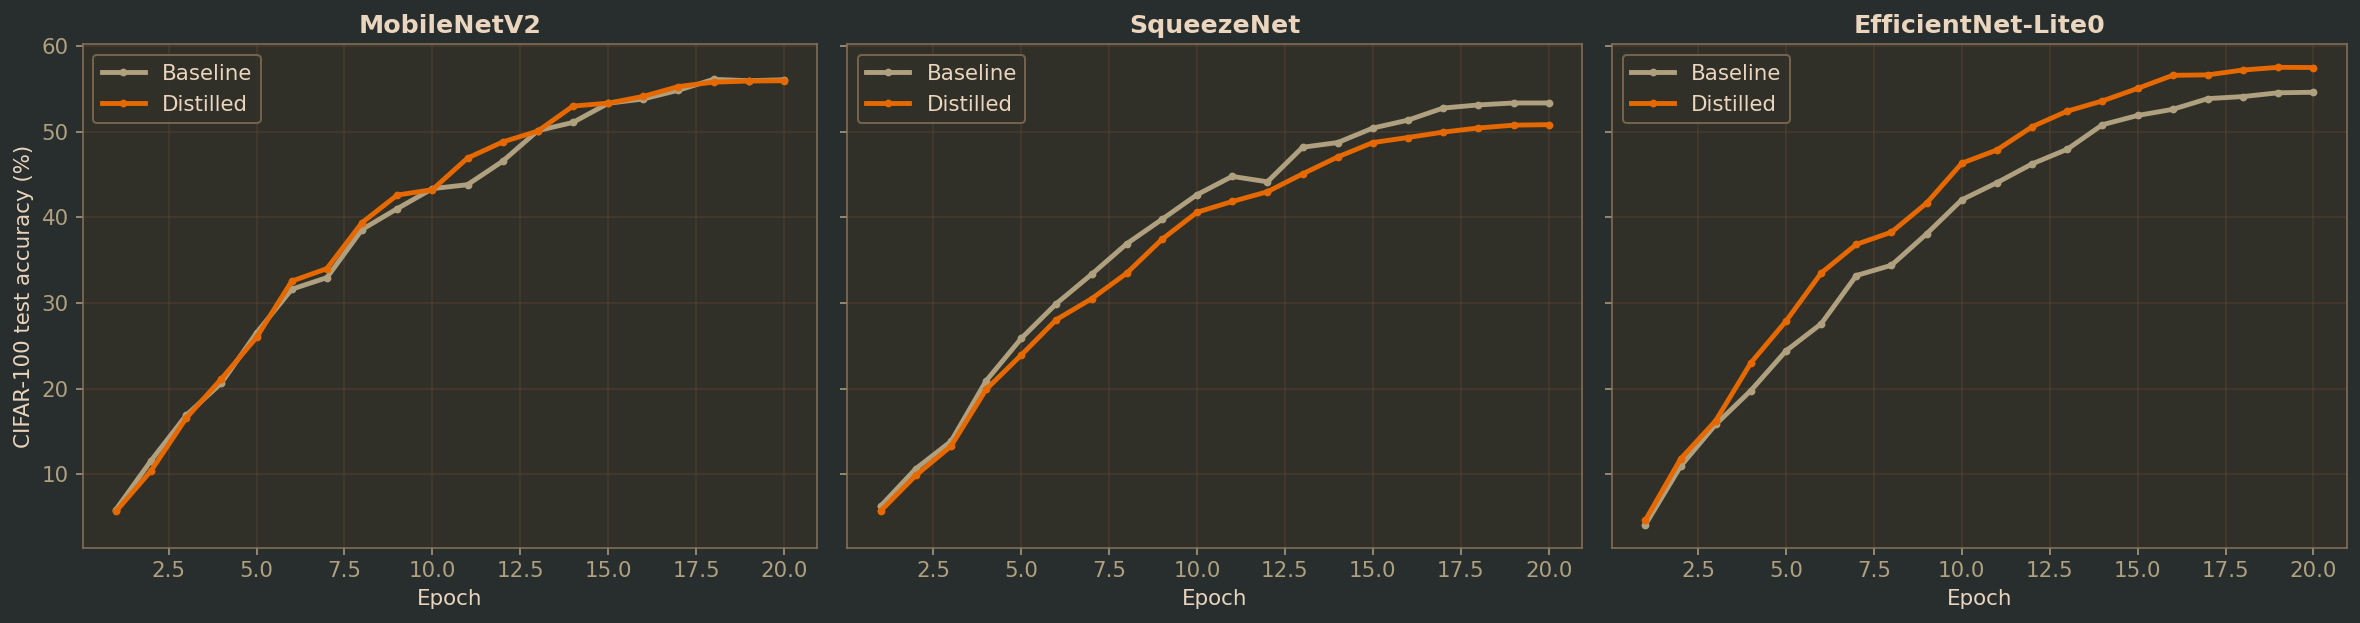 MobileNetV2
SqueezeNet
EfficientNet-Lite0
CIFAR-100 test accuracy (%)
60
50
40
30
20
10
Baseline
Distilled
2.5 5.0 7.5 10.0 12.5 15.0 17.5 20.0
Epoch
Baseline
Distilled
2.5 5.0 7.5 10.0 12.5 15.0 17.5 20.0
Epoch
Baseline
Distilled
2.5 5.0 7.5 10.0 12.5 15.0 17.5 20.0
Epoch